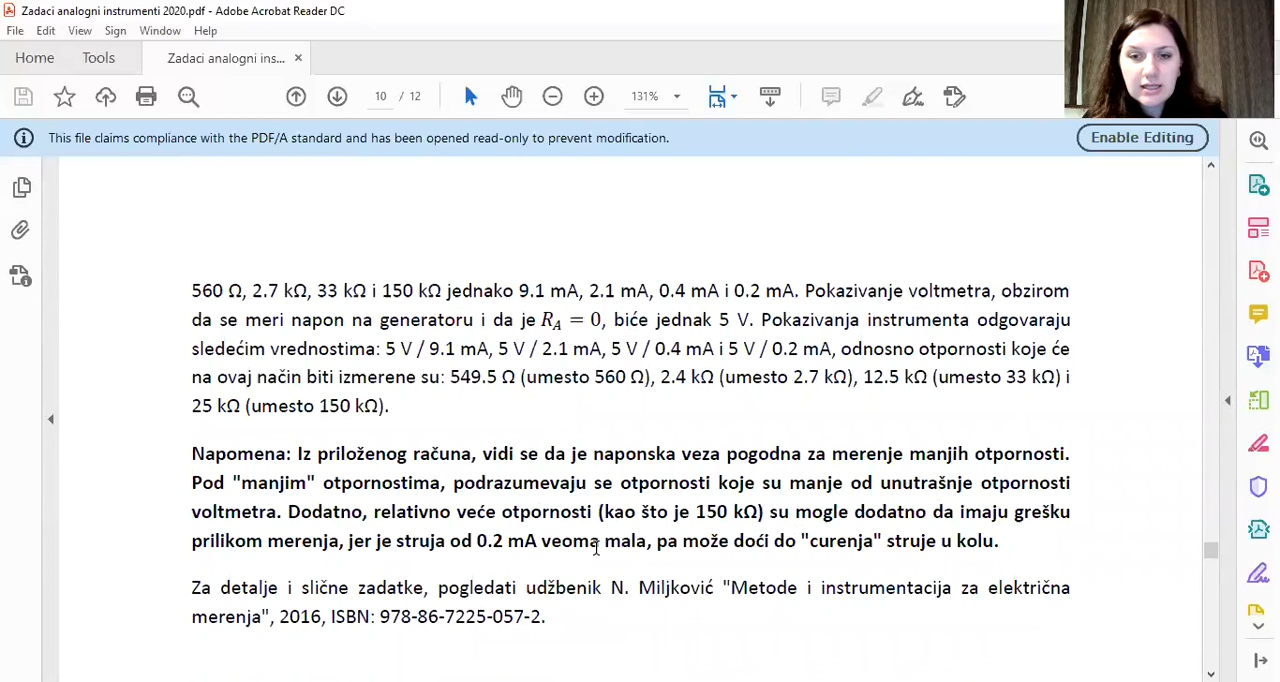 Zadaci analogni instrumenti 2020.pdf - Adobe Acrobat Reader DC
File Edit View Sign Window Help
Home Tools Zadaci analogni ins... ×
10 / 12 131%
This file claims compliance with the PDF/A standard and has been opened read-only to prevent modification. Enable Editing
560 Ω, 2.7 kΩ, 33 kΩ i 150 kΩ jednako 9.1 mA, 2.1 mA, 0.4 mA i 0.2 mA. Pokazivanje voltmetra, obzirom
da se meri napon na generatoru i da je R_A = 0, biće jednak 5 V. Pokazivanja instrumenta odgovaraju
sledećim vrednostima: 5 V / 9.1 mA, 5 V / 2.1 mA, 5 V / 0.4 mA i 5 V / 0.2 mA, odnosno otpornosti koje će
na ovaj način biti izmerene su: 549.5 Ω (umesto 560 Ω), 2.4 kΩ (umesto 2.7 kΩ), 12.5 kΩ (umesto 33 kΩ) i
25 kΩ (umesto 150 kΩ).
Napomena: Iz priloženog računa, vidi se da je naponska veza pogodna za merenje manjih otpornosti.
Pod "manjim" otpornostima, podrazumevaju se otpornosti koje su manje od unutrašnje otpornosti
voltmetra. Dodatno, relativno veće otpornosti (kao što je 150 kΩ) su mogle dodatno da imaju grešku
prilikom merenja, jer je struja od 0.2 mA veoma mala, pa može doći do "curenja" struje u kolu.
Za detalje i slične zadatke, pogledati udžbenik N. Miljković "Metode i instrumentacija za električna
merenja", 2016, ISBN: 978-86-7225-057-2.